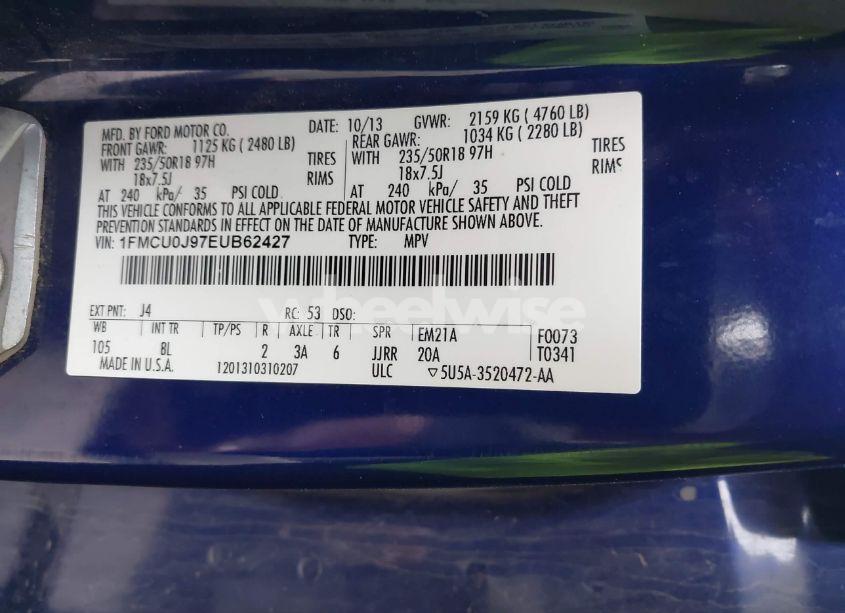 MFD. BY FORD MOTOR CO. DATE: 10/13 GVWR: 2159 KG ( 4760 LB)
FRONT GAWR: 1125 KG ( 2480 LB) REAR GAWR: 1034 KG ( 2280 LB)
WITH 235/50R18 97H TIRES WITH 235/50R18 97H TIRES
18x7.5J RIMS 18x7.5J RIMS
AT 240 kPa/ 35 PSI COLD AT 240 kPa/ 35 PSI COLD
THIS VEHICLE CONFORMS TO ALL APPLICABLE FEDERAL MOTOR VEHICLE SAFETY AND THEFT
PREVENTION STANDARDS IN EFFECT ON THE DATE OF MANUFACTURE SHOWN ABOVE.
VIN: 1FMCU0J97EUB62427 TYPE: MPV
wheelwise
EXT PNT: J4 RC: 53 DSO:
WB INT TR TP/PS R AXLE TR SPR EM21A F0073
105 BL 2 3A 6 JJRR 20A T0341
MADE IN U.S.A. 1201310310207 ULC ▽5U5A-3520472-AA